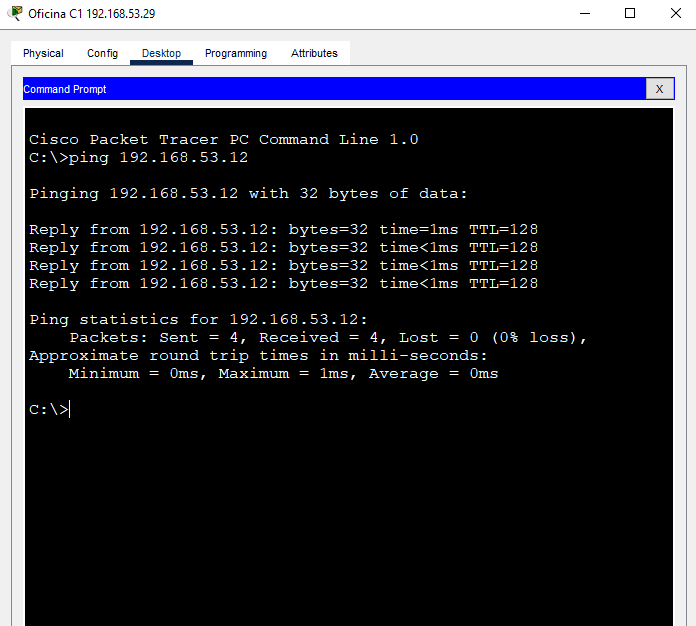 Oficina C1 192.168.53.29
Physical Config Desktop Programming Attributes
Command Prompt X
Cisco Packet Tracer PC Command Line 1.0
C:\>ping 192.168.53.12
Pinging 192.168.53.12 with 32 bytes of data:
Reply from 192.168.53.12: bytes=32 time=1ms TTL=128
Reply from 192.168.53.12: bytes=32 time<1ms TTL=128
Reply from 192.168.53.12: bytes=32 time<1ms TTL=128
Reply from 192.168.53.12: bytes=32 time<1ms TTL=128
Ping statistics for 192.168.53.12:
Packets: Sent = 4, Received = 4, Lost = 0 (0% loss),
Approximate round trip times in milli-seconds:
Minimum = 0ms, Maximum = 1ms, Average = 0ms
C:\>